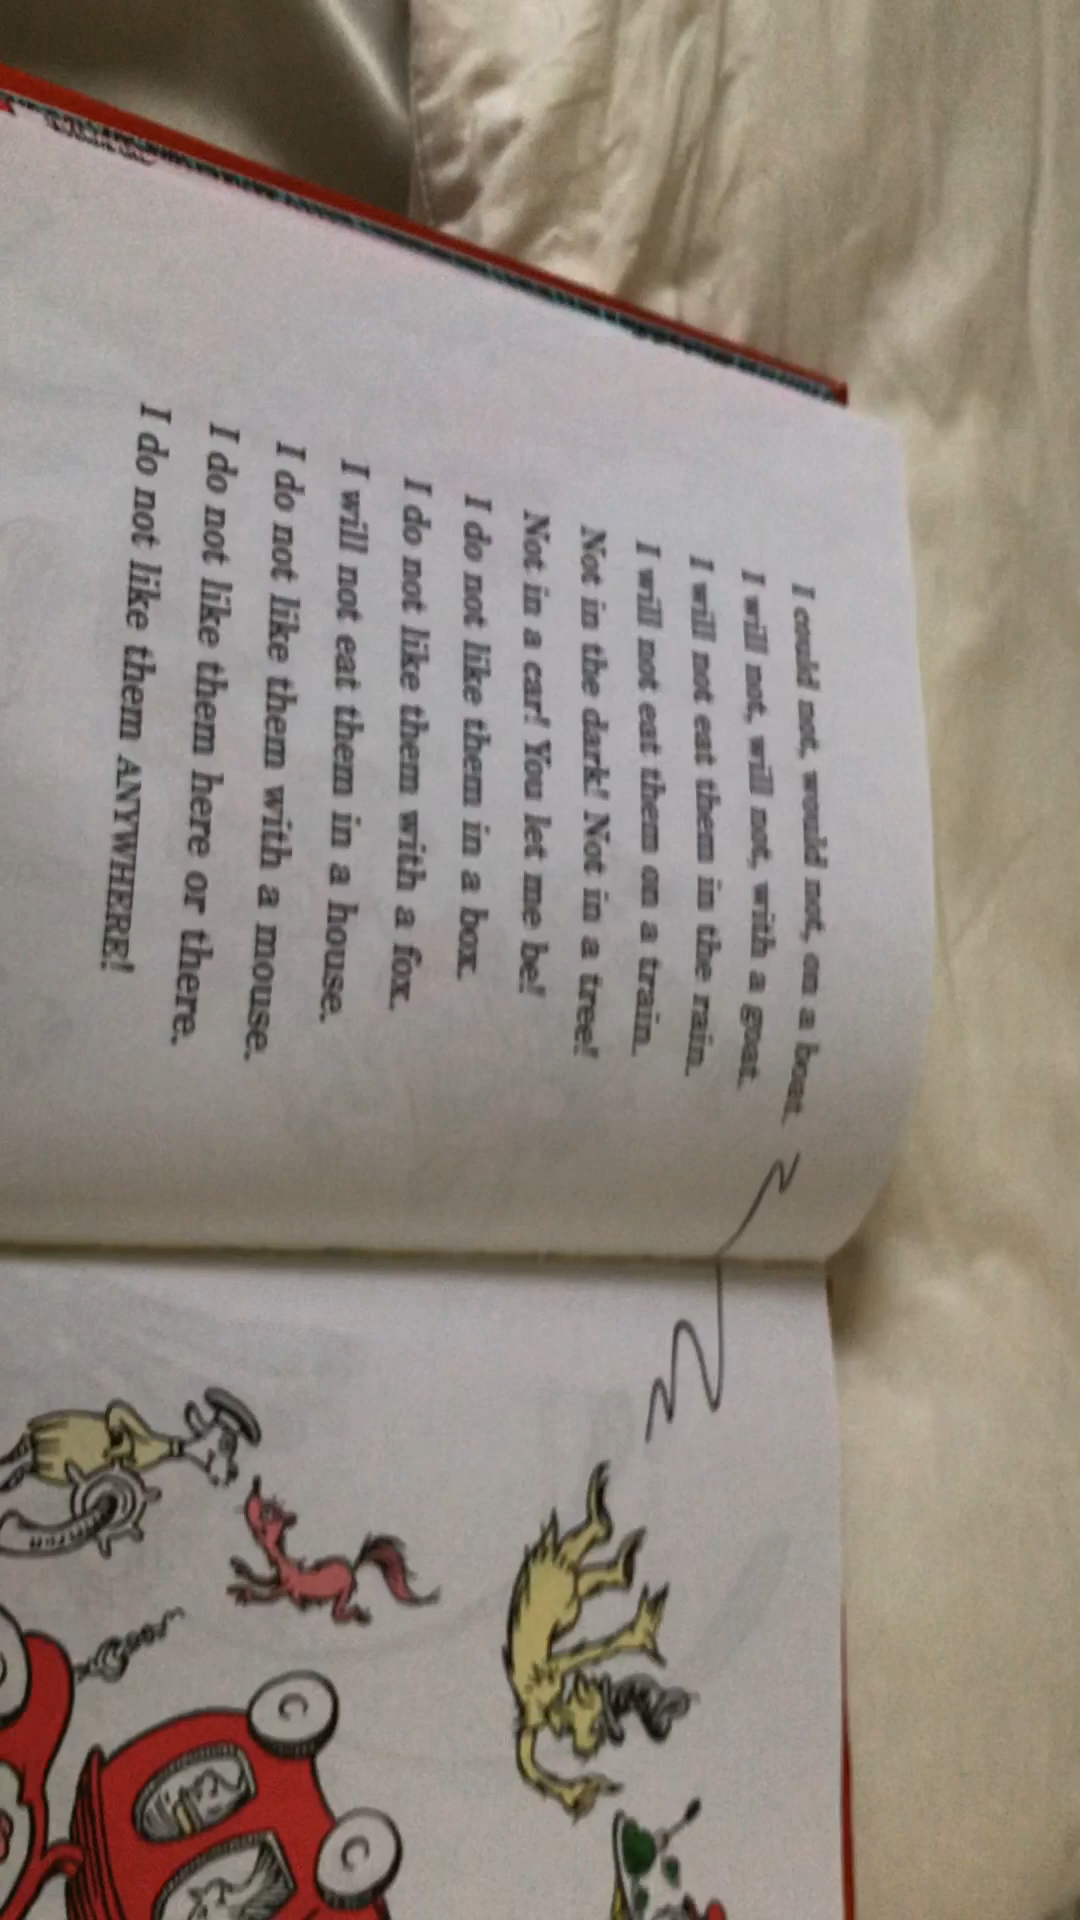 I could not, would not, on a boat.
I will not, will not, with a goat.
I will not eat them in the rain.
I will not eat them on a train.
Not in the dark! Not in a tree!
Not in a car! You let me be!
I do not like them in a box.
I do not like them with a fox.
I will not eat them in a house.
I do not like them with a mouse.
I do not like them here or there.
I do not like them ANYWHERE!